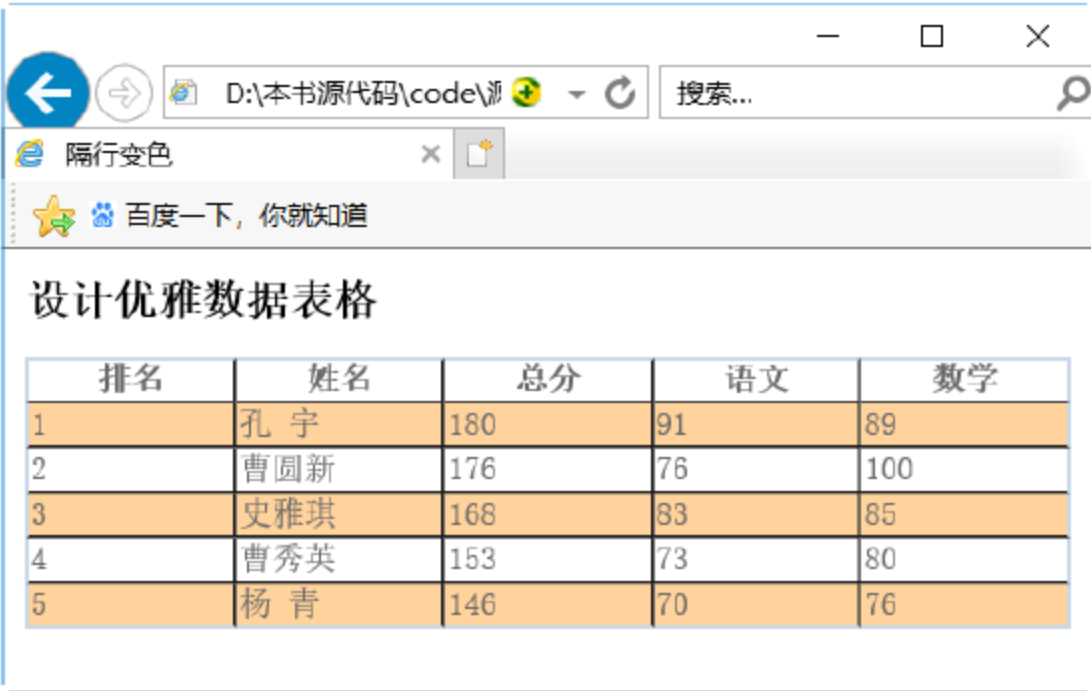 D:\本书源代码\code\源 搜索...
隔行变色
百度一下，你就知道
设计优雅数据表格
排名 姓名 总分 语文 数学
1 孔 宇 180 91 89
2 曹圆新 176 76 100
3 史雅琪 168 83 85
4 曹秀英 153 73 80
5 杨 青 146 70 76